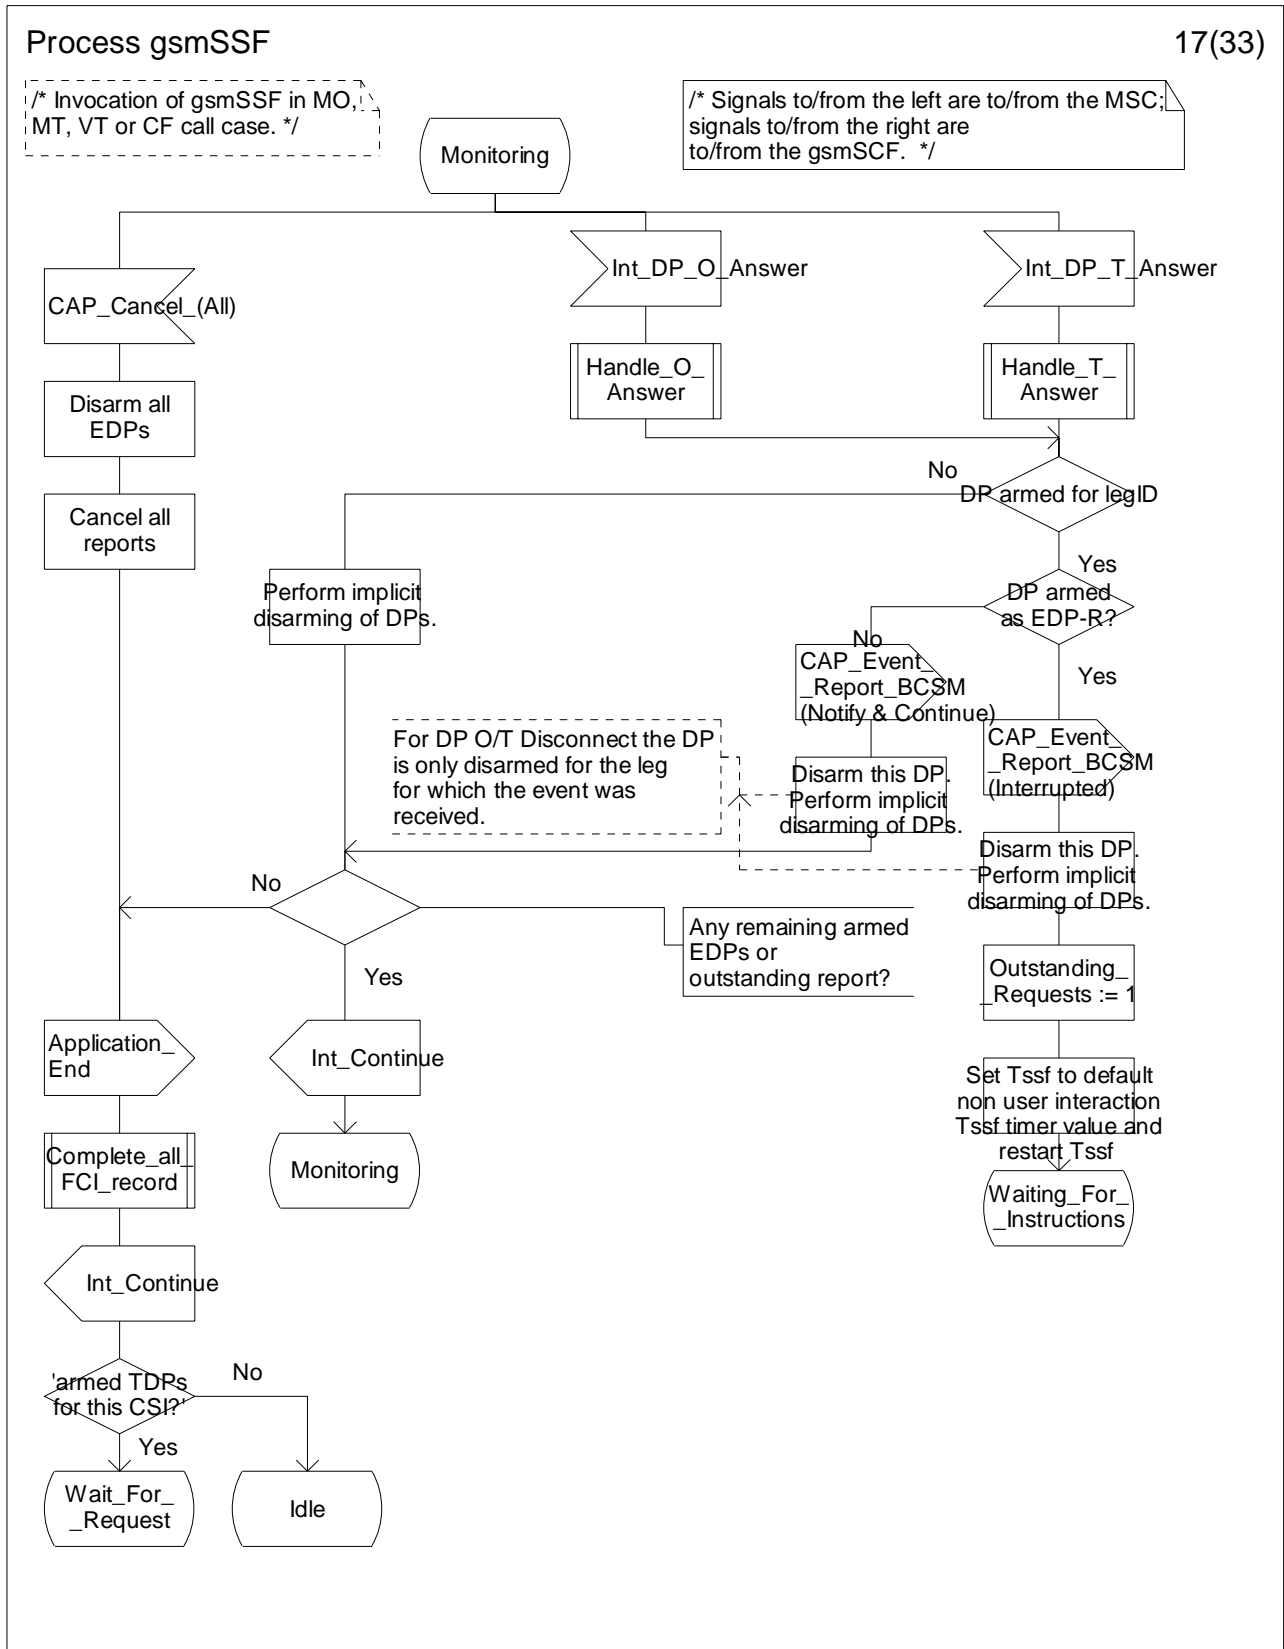 Process gsmSSF
17(33)
/* Invocation of gsmSSF in MO,
MT, VT or CF call case. */
/* Signals to/from the left are to/from the MSC;
signals to/from the right are
to/from the gsmSCF.  */
Monitoring
CAP_Cancel_(All)
Int_DP_O_Answer
Int_DP_T_Answer
Disarm all
EDPs
Handle_O_
Answer
Handle_T_
Answer
Cancel all
reports
No
DP armed for legID
Yes
Perform implicit
disarming of DPs.
DP armed
as EDP-R?
No
CAP_Event_
_Report_BCSM
(Notify & Continue)
Yes
For DP O/T Disconnect the DP
is only disarmed for the leg
for which the event was
received.
Disarm this DP.
Perform implicit
disarming of DPs.
CAP_Event_
_Report_BCSM
(Interrupted)
Disarm this DP.
Perform implicit
disarming of DPs.
No
Yes
Any remaining armed
EDPs or
outstanding report?
Outstanding_
_Requests := 1
Application_
End
Int_Continue
Set Tssf to default
non user interaction
Tssf timer value and
restart Tssf
Complete_all_
FCI_record
Monitoring
Waiting_For_
_Instructions
Int_Continue
'armed TDPs
for this CSI?'
No
Yes
Wait_For_
_Request
Idle